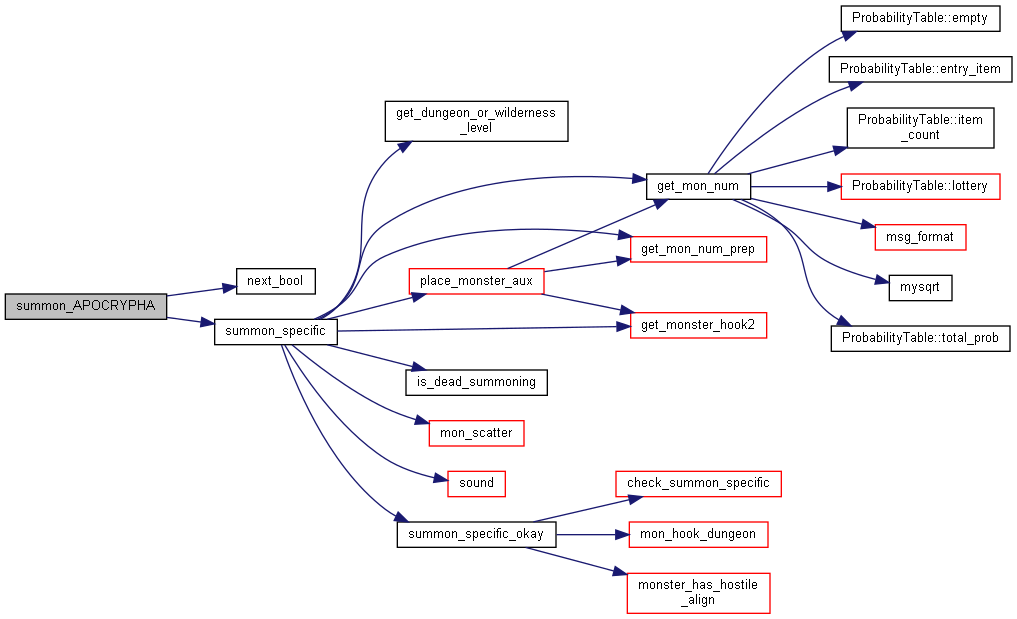 ProbabilityTable::empty
ProbabilityTable::entry_item
get_dungeon_or_wilderness
_level
ProbabilityTable::item
_count
get_mon_num
ProbabilityTable::lottery
msg_format
get_mon_num_prep
next_bool
place_monster_aux
mysqrt
summon_APOCRYPHA
summon_specific
get_monster_hook2
ProbabilityTable::total_prob
is_dead_summoning
mon_scatter
sound
check_summon_specific
summon_specific_okay
mon_hook_dungeon
monster_has_hostile
_align